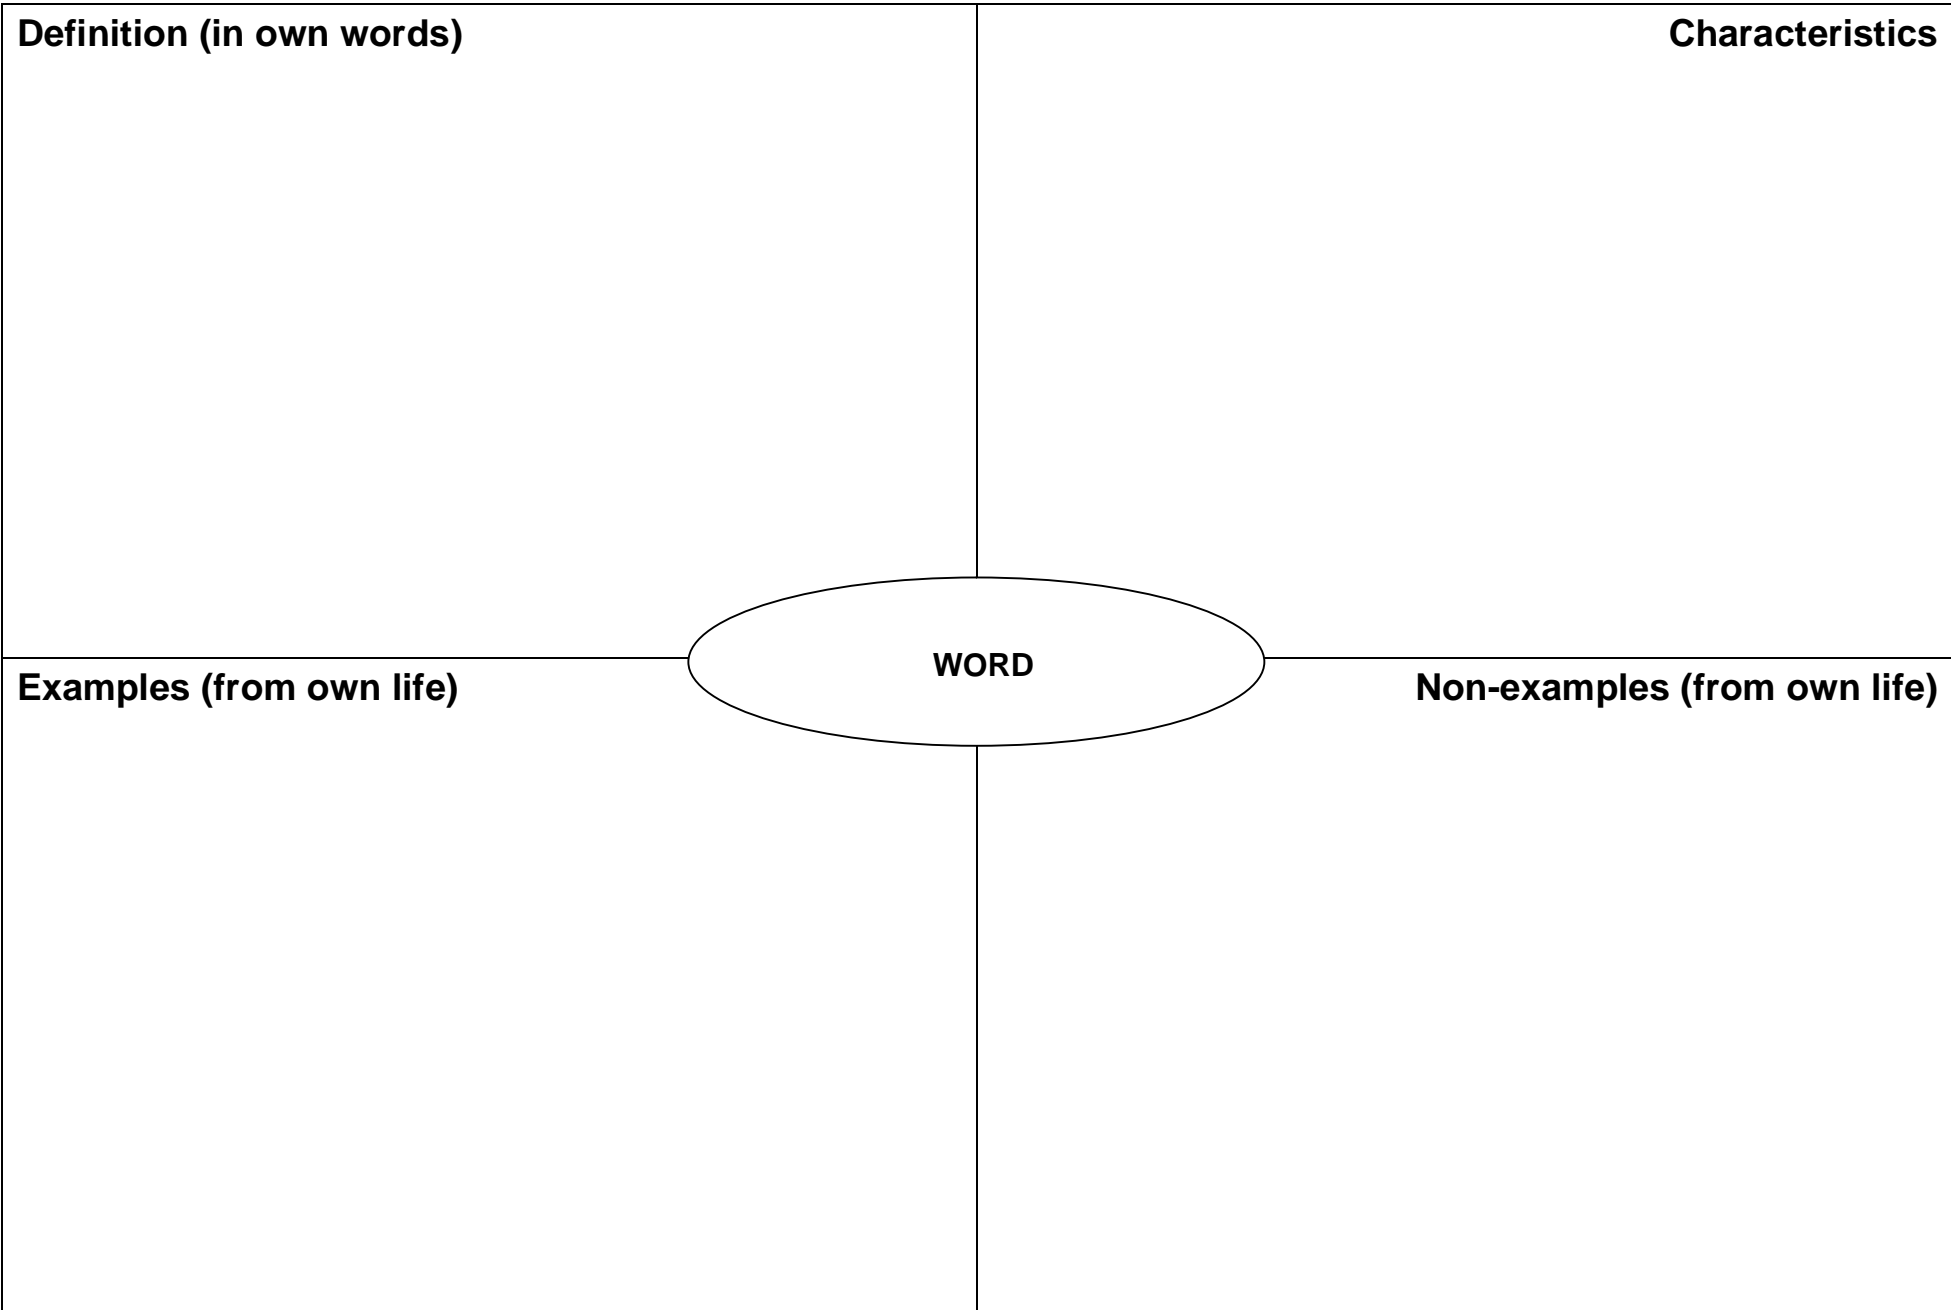 Definition (in own words)
Characteristics
WORD
Examples (from own life)
Non-examples (from own life)